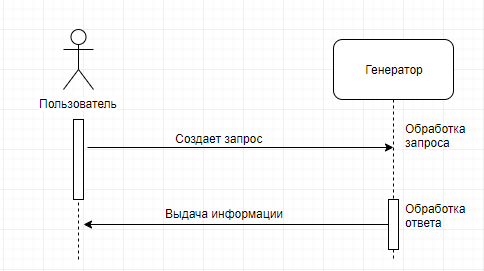 Генератор
Пользователь
Создает запрос
Обработка
запроса
Выдача информации
Обработка
ответа